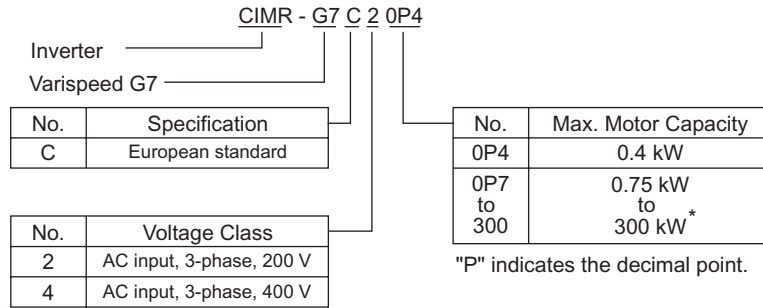 CIMR - G7 C 2 0P4
Inverter
Varispeed G7
No. Specification
C European standard
No. Voltage Class
2 AC input, 3-phase, 200 V
4 AC input, 3-phase, 400 V
No. Max. Motor Capacity
0P4 0.4 kW
0P7 0.75 kW
to to
300 300 kW*
"P" indicates the decimal point.